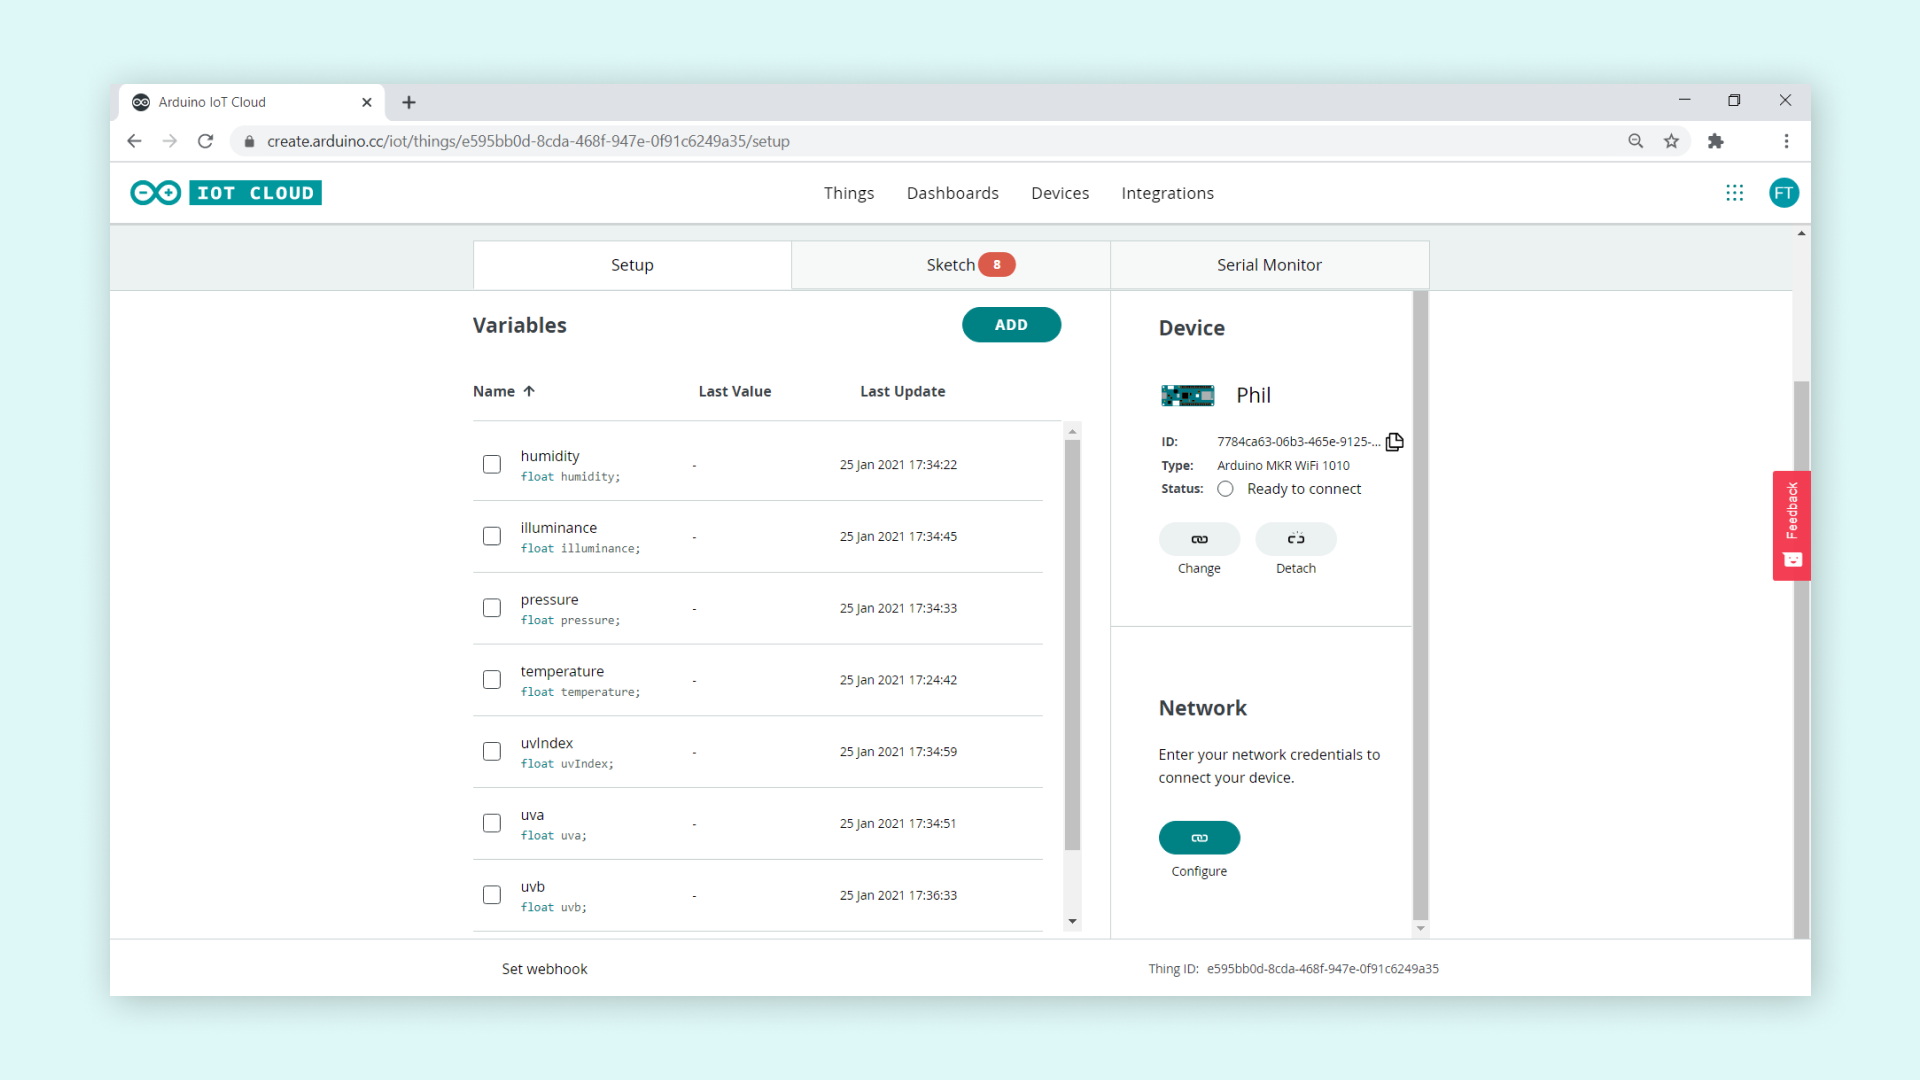 Arduino IoT Cloud
create.arduino.cc/iot/things/e595bb0d-8cda-468f-947e-0f91c6249a35/setup
IOT CLOUD
Things Dashboards Devices Integrations
FT
Setup
Sketch 8
Serial Monitor
Variables
ADD
Name Last Value Last Update
humidity
float humidity;
- 25 Jan 2021 17:34:22
illuminance
float illuminance;
- 25 Jan 2021 17:34:45
pressure
float pressure;
- 25 Jan 2021 17:34:33
temperature
float temperature;
- 25 Jan 2021 17:24:42
uvIndex
float uvIndex;
- 25 Jan 2021 17:34:59
uva
float uva;
- 25 Jan 2021 17:34:51
uvb
float uvb;
- 25 Jan 2021 17:36:33
Device
Phil
ID: 7784ca63-06b3-465e-9125-...
Type: Arduino MKR WiFi 1010
Status: Ready to connect
Change Detach
Network
Enter your network credentials to
connect your device.
Configure
Feedback
Set webhook
Thing ID: e595bb0d-8cda-468f-947e-0f91c6249a35